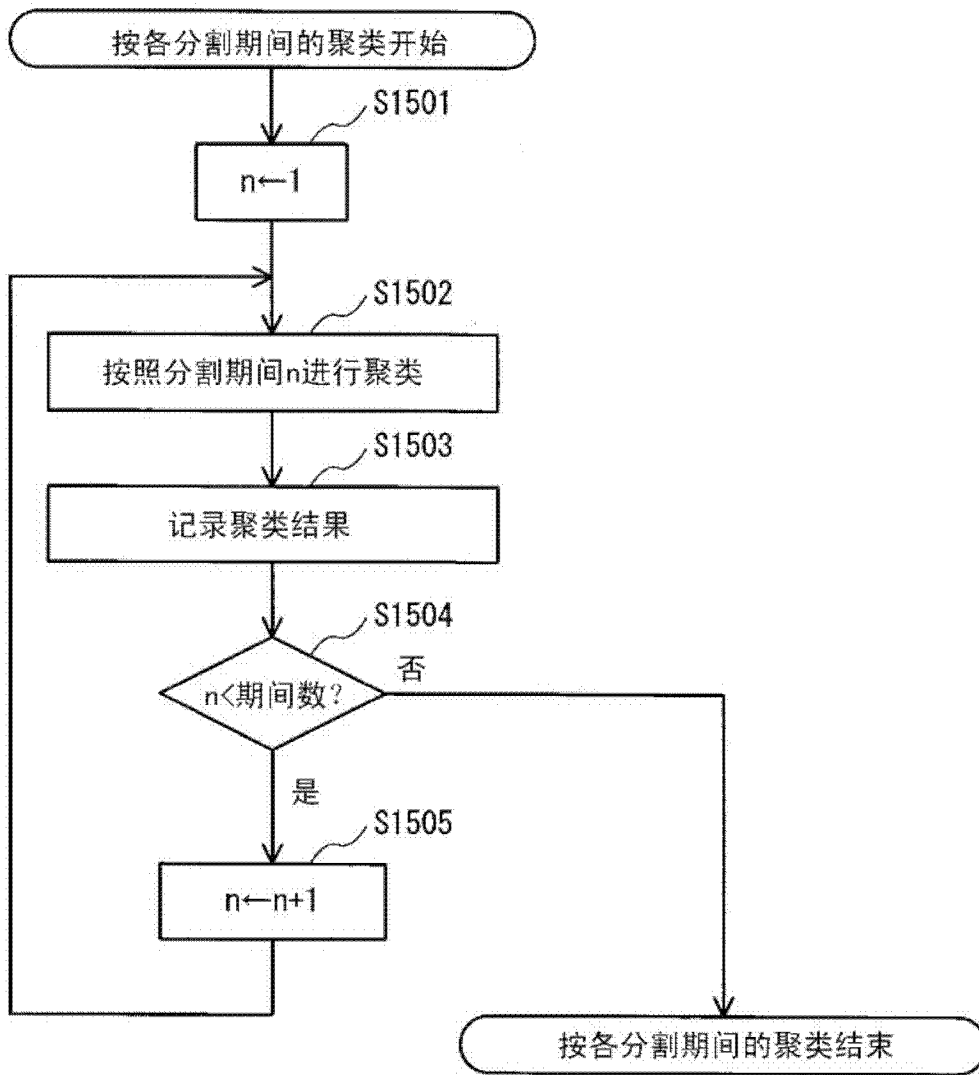 按各分割期间的聚类开始
S1501
n←1
S1502
按照分割期间n进行聚类
S1503
记录聚类结果
S1504
n<期间数?
否
是
S1505
n←n+1
按各分割期间的聚类结束